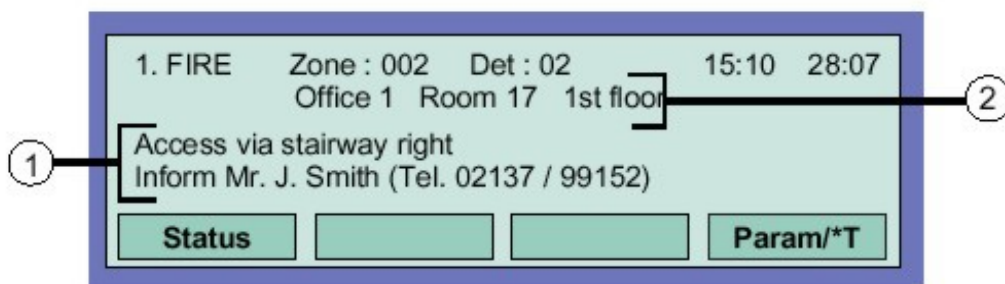 1. FIRE Zone : 002 Det : 02 15:10 28:07
Office 1 Room 17 1st floor
2
1
Access via stairway right
Inform Mr. J. Smith (Tel. 02137 / 99152)
Status Param/*T